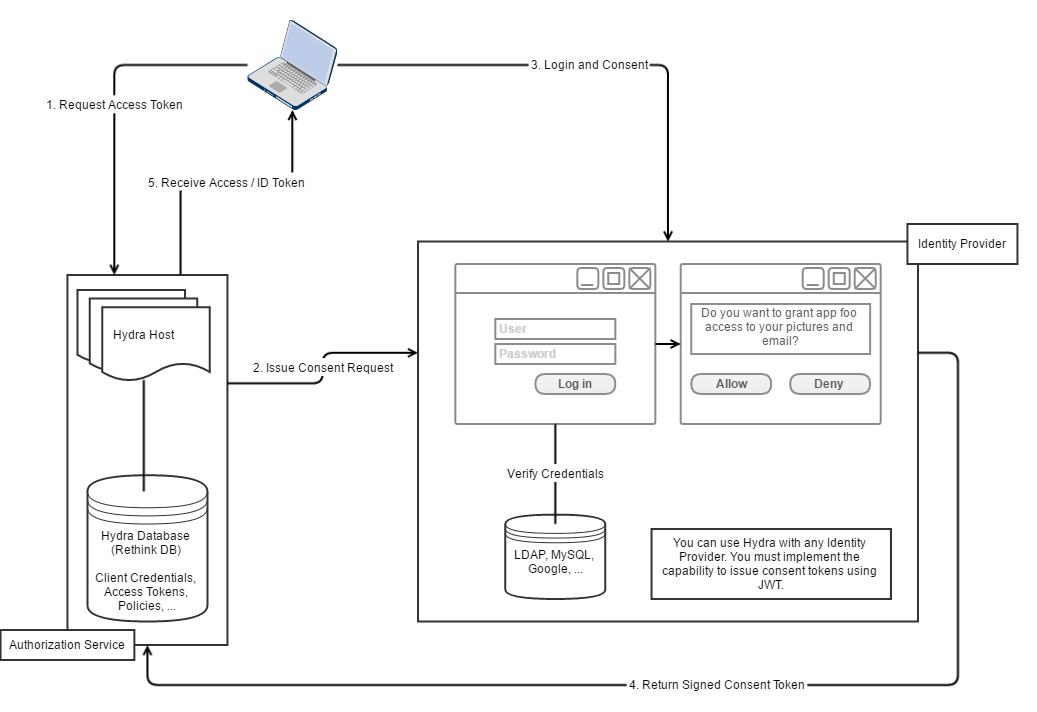 3. Login and Consent
1. Request Access Token
5. Receive Access / ID Token
Identity Provider
Hydra Host
2. Issue Consent Request
User
Password
Log in
Do you want to grant app foo
access to your pictures and
email?
Allow
Deny
Verify Credentials
LDAP, MySQL,
Google, ...
You can use Hydra with any Identity
Provider. You must implement the
capability to issue consent tokens using
JWT.
Hydra Database
(Rethink DB)
Client Credentials,
Access Tokens,
Policies, ...
Authorization Service
4. Return Signed Consent Token